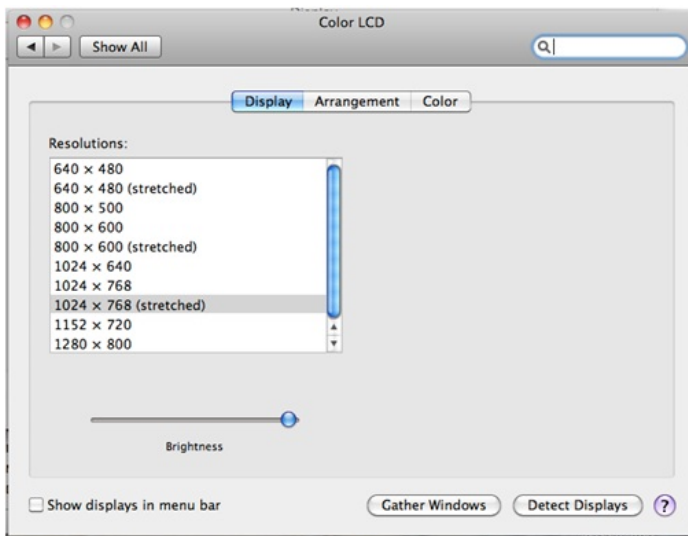 Color LCD
Show All
Display Arrangement Color
Resolutions:
640 × 480
640 × 480 (stretched)
800 × 500
800 × 600
800 × 600 (stretched)
1024 × 640
1024 × 768
1024 × 768 (stretched)
1152 × 720
1280 × 800
Brightness
Show displays in menu bar Gather Windows Detect Displays ?